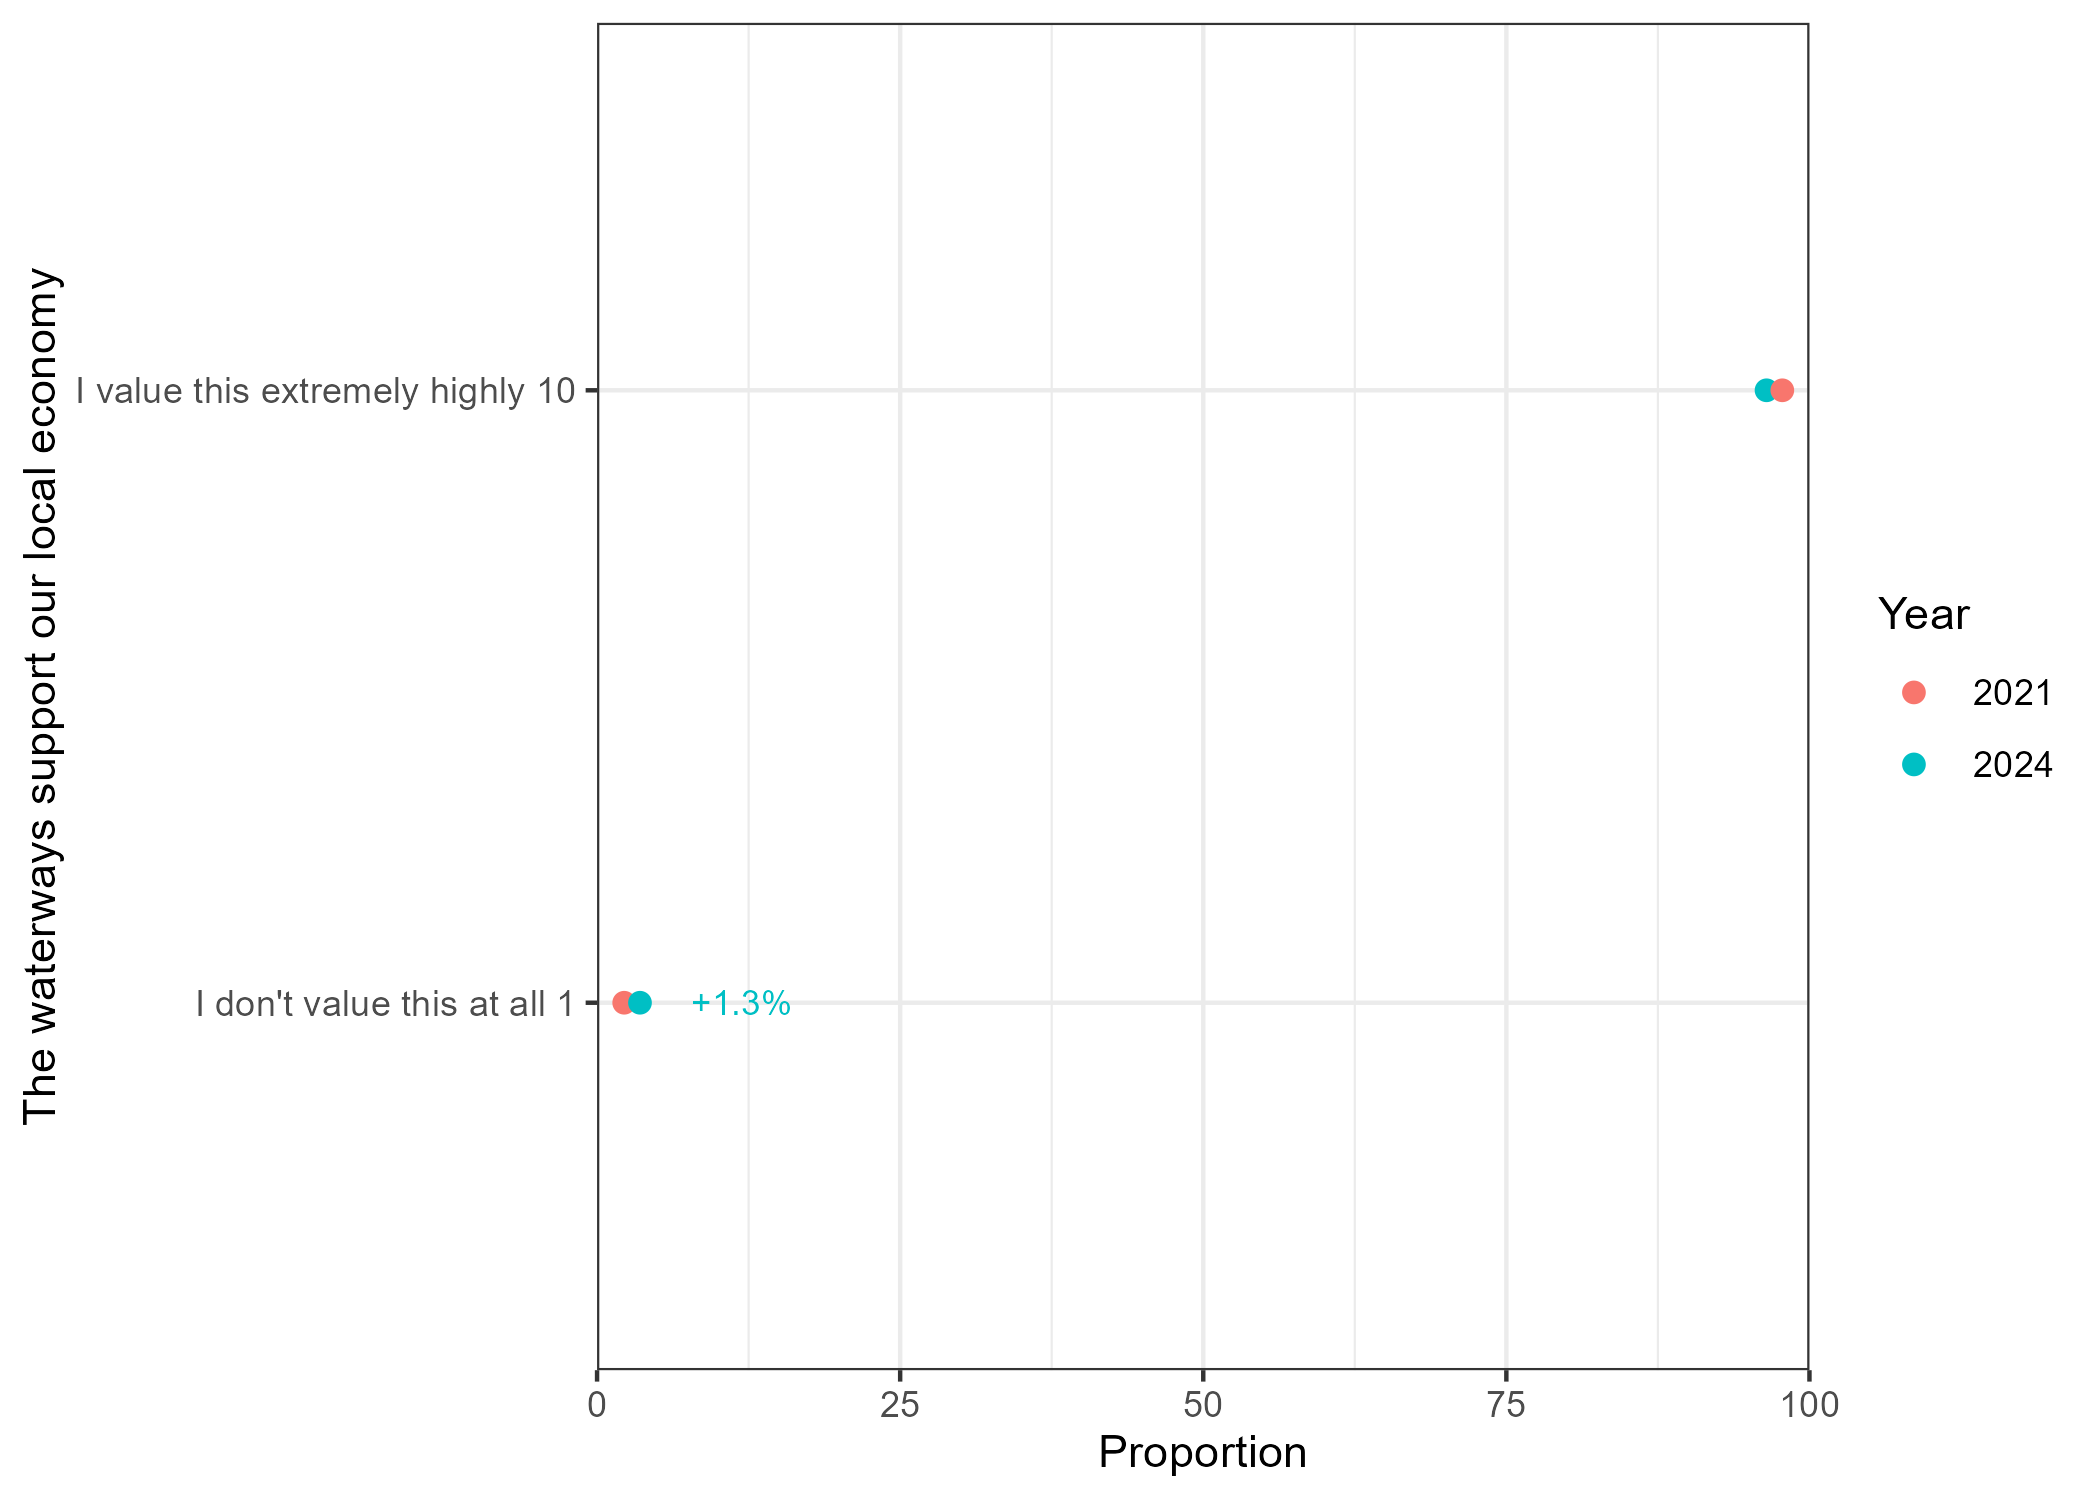 The waterways support our local economy
I value this extremely highly 10
I don't value this at all 1
+1.3%
0 25 50 75 100
Proportion
Year
2021
2024